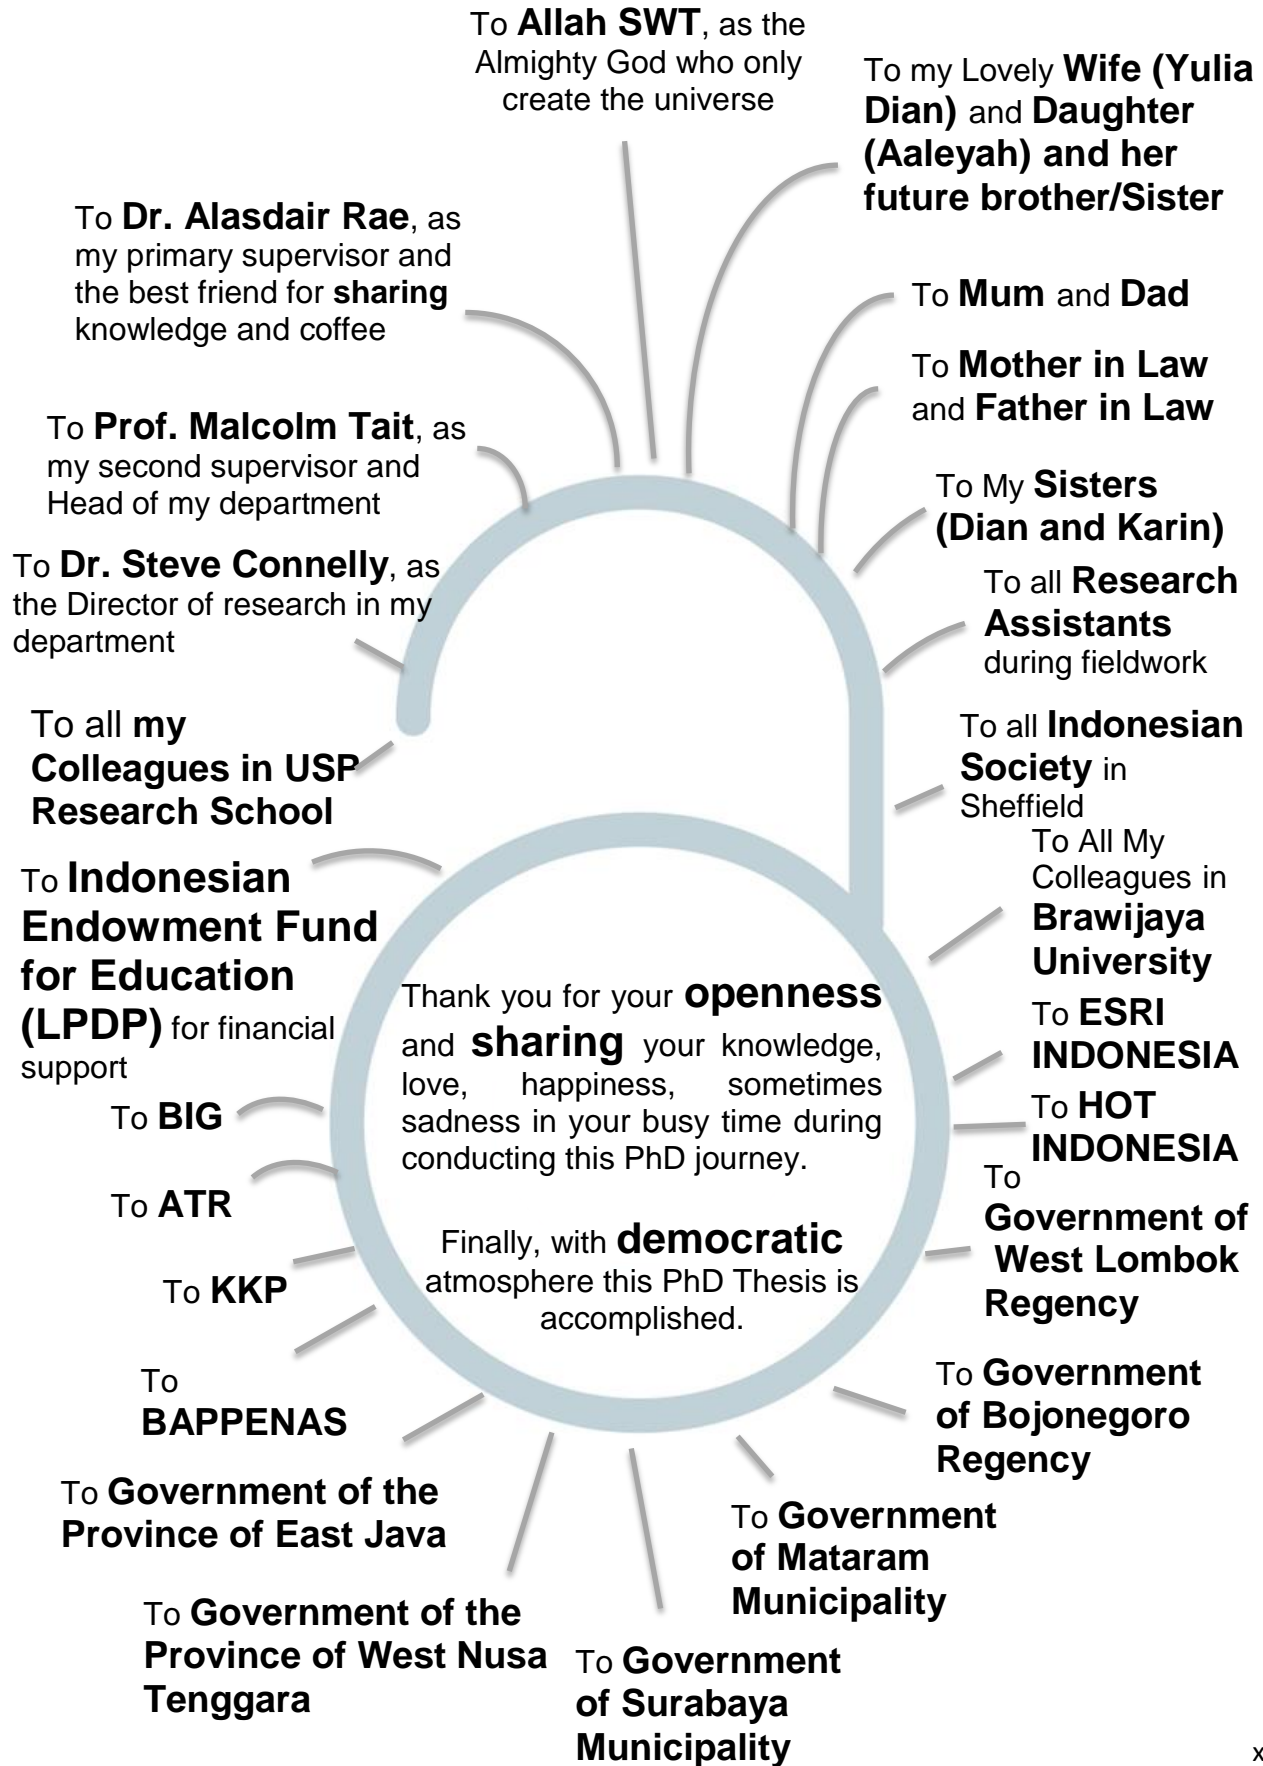 To Allah SWT, as the
Almighty God who only
create the universe
To my Lovely Wife (Yulia
Dian) and Daughter
(Aaleyah) and her
future brother/Sister
To Dr. Alasdair Rae, as
my primary supervisor and
the best friend for sharing
knowledge and coffee
To Mum and Dad
To Mother in Law
and Father in Law
To Prof. Malcolm Tait, as
my second supervisor and
Head of my department
To My Sisters
(Dian and Karin)
To Dr. Steve Connelly, as
the Director of research in my
department
To all Research
Assistants
during fieldwork
To all my
Colleagues in USP
Research School
To all Indonesian
Society in
Sheffield
To All My
Colleagues in
Brawijaya
University
To Indonesian
Endowment Fund
for Education
(LPDP) for financial
support
Thank you for your openness
and sharing your knowledge,
love, happiness, sometimes
sadness in your busy time during
conducting this PhD journey.
Finally, with democratic
atmosphere this PhD Thesis is
accomplished.
To ESRI
INDONESIA
To HOT
INDONESIA
To BIG
To ATR
To KKP
To
BAPPENAS
To
Government of
West Lombok
Regency
To Government
of Bojonegoro
Regency
To Government of the
Province of East Java
To Government
of Mataram
Municipality
To Government of the
Province of West Nusa
Tenggara
To Government
of Surabaya
Municipality
x